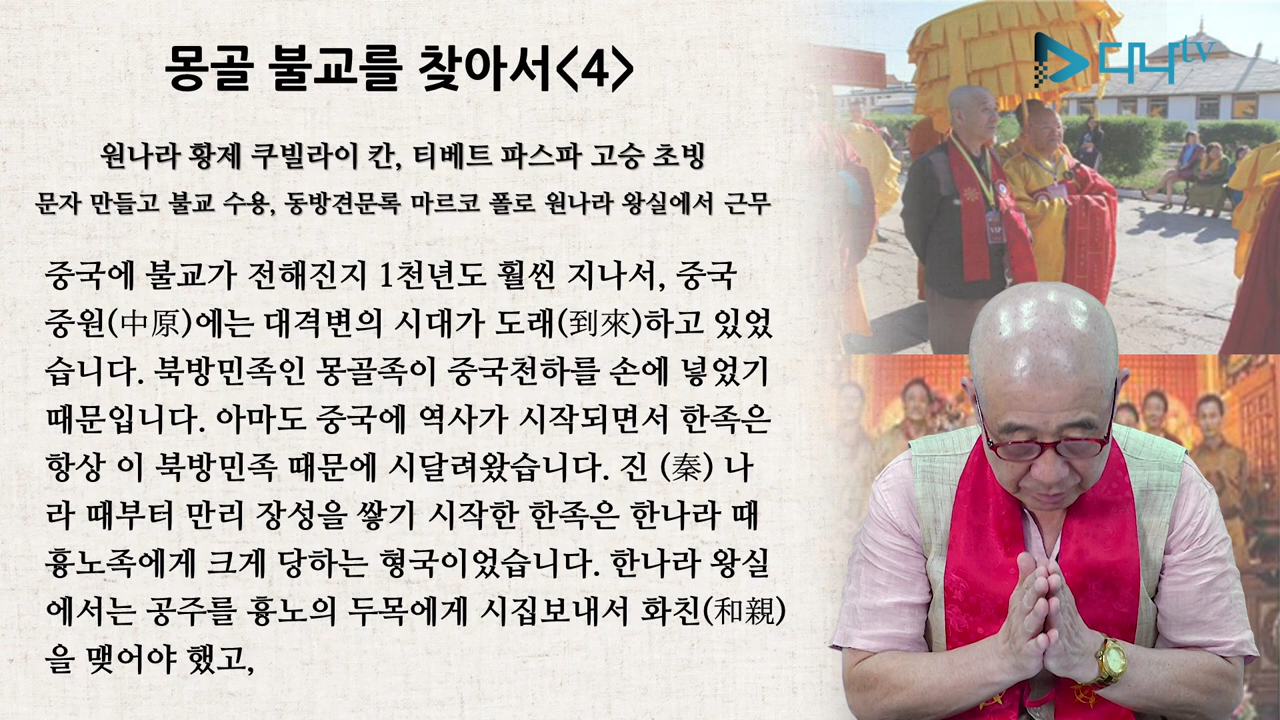 몽골 불교를 찾아서<4>
다나tv
원나라 황제 쿠빌라이 칸, 티베트 파스파 고승 초빙
문자 만들고 불교 수용, 동방견문록 마르코 폴로 원나라 왕실에서 근무
중국에 불교가 전해진지 1천년도 훨씬 지나서, 중국
중원(中原)에는 대격변의 시대가 도래(到來)하고 있었
습니다. 북방민족인 몽골족이 중국천하를 손에 넣었기
때문입니다. 아마도 중국에 역사가 시작되면서 한족은
항상 이 북방민족 때문에 시달려왔습니다. 진 (秦) 나
라 때부터 만리 장성을 쌓기 시작한 한족은 한나라 때
흉노족에게 크게 당하는 형국이었습니다. 한나라 왕실
에서는 공주를 흉노의 두목에게 시집보내서 화친(和親)
을 맺어야 했고,
VIP